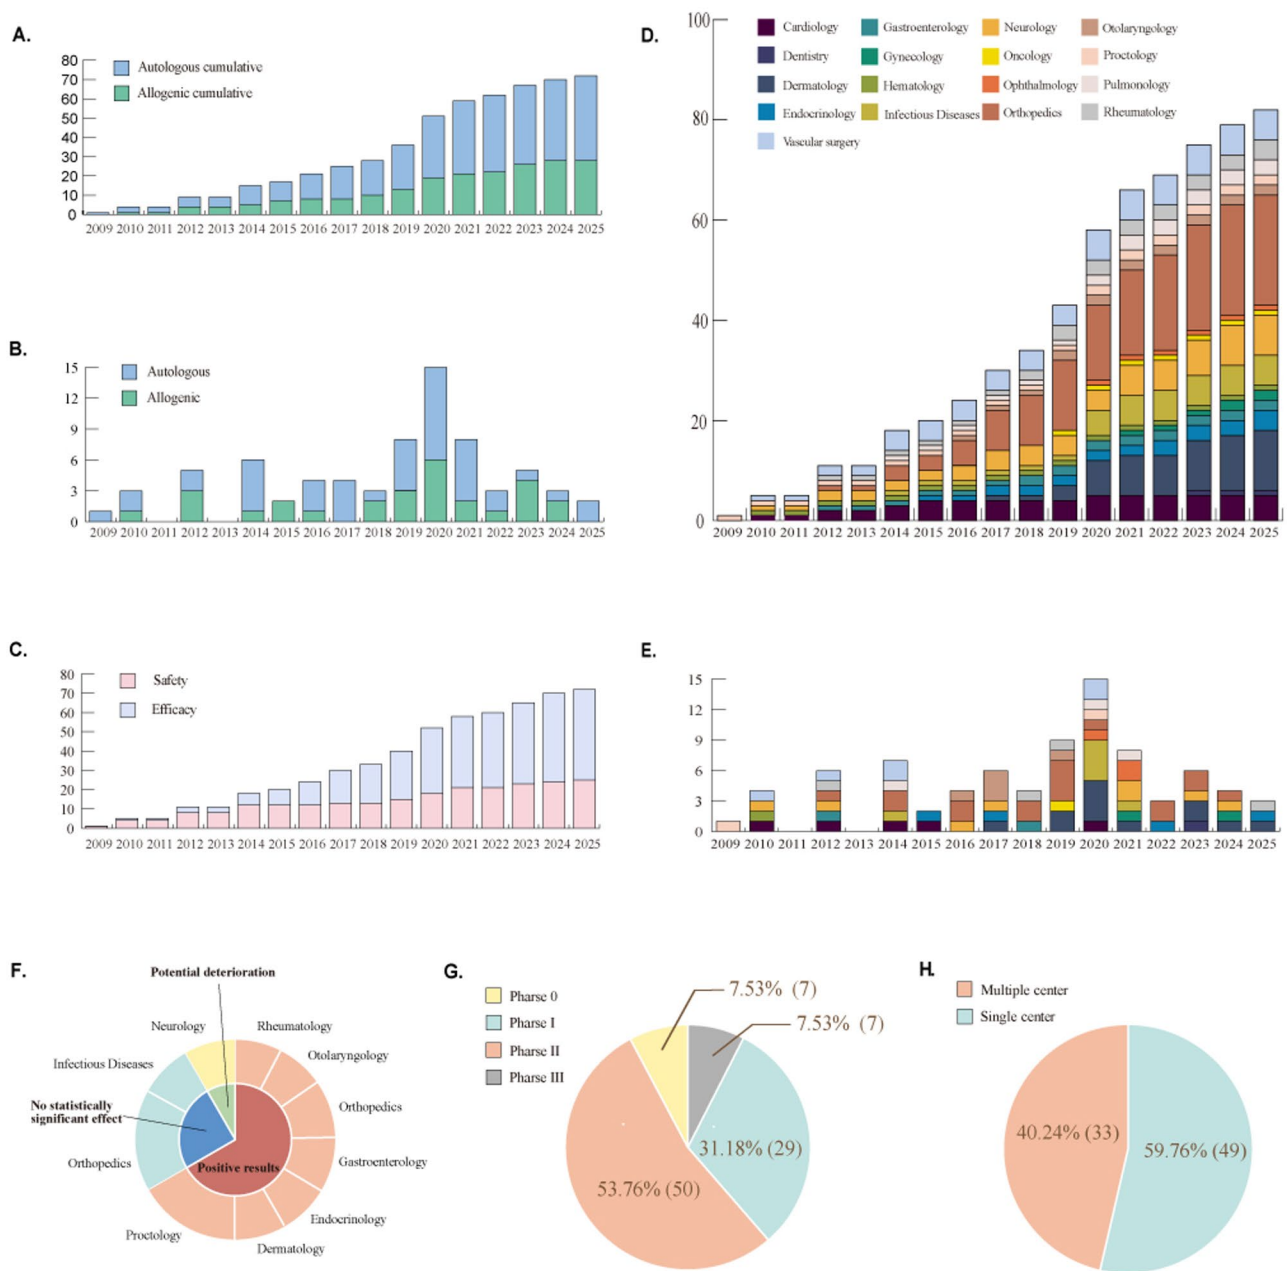 A.
80
70
60
50
40
30
20
10
0
Autologous cumulative
Allogenic cumulative
2009 2010 2011 2012 2013 2014 2015 2016 2017 2018 2019 2020 2021 2022 2023 2024 2025
B.
15
12
9
6
3
0
Autologous
Allogenic
2009 2010 2011 2012 2013 2014 2015 2016 2017 2018 2019 2020 2021 2022 2023 2024 2025
C.
80
70
60
50
40
30
20
10
0
Safety
Efficacy
2009 2010 2011 2012 2013 2014 2015 2016 2017 2018 2019 2020 2021 2022 2023 2024 2025
D.
100
80
60
40
20
0
Cardiology Gastroenterology Neurology Otolaryngology
Dentistry Gynecology Oncology Proctology
Dermatology Hematology Ophthalmology Pulmonology
Endocrinology Infectious Diseases Orthopedics Rheumatology
Vascular surgery
2009 2010 2011 2012 2013 2014 2015 2016 2017 2018 2019 2020 2021 2022 2023 2024 2025
E.
15
12
9
6
3
0
2009 2010 2011 2012 2013 2014 2015 2016 2017 2018 2019 2020 2021 2022 2023 2024 2025
F.
Potential deterioration
Neurology
Rheumatology
Infectious Diseases
Otolaryngology
No statistically
significant effect
Orthopedics
Orthopedics
Gastroenterology
Positive results
Endocrinology
Proctology
Dermatology
G.
Pharse 0
Pharse I
Pharse II
Pharse III
7.53% (7)
7.53% (7)
31.18% (29)
53.76% (50)
H.
Multiple center
Single center
40.24% (33)
59.76% (49)